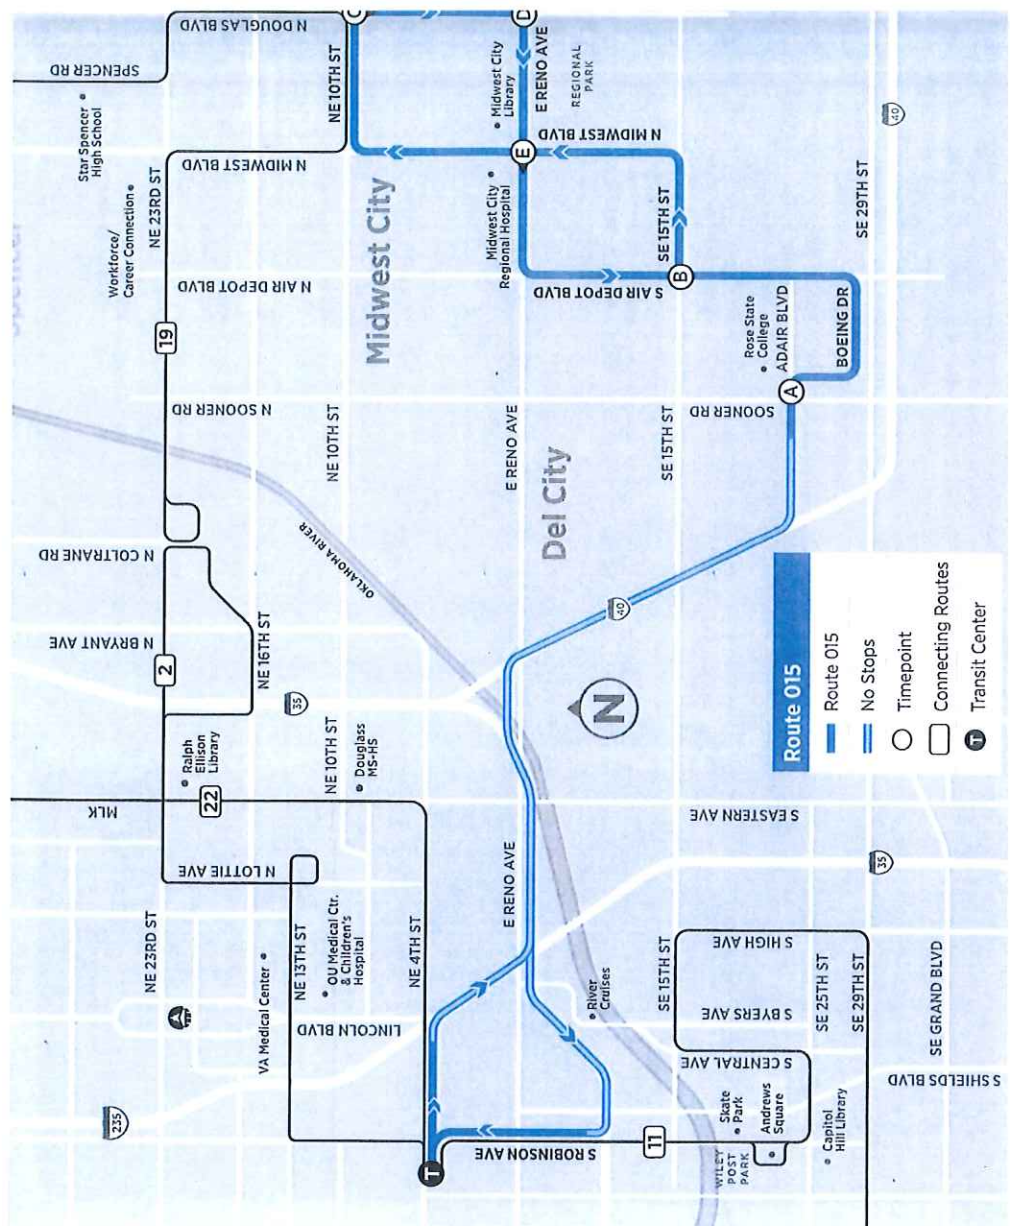 SPENCER RD
N DOUGLAS BLVD
C
D
NE 10TH ST
E RENO AVE
REGIONAL
PARK
Midwest City
Library
Star Spencer
High School
N MIDWEST BLVD
E
N MIDWEST BLVD
40
NE 23RD ST
Workforce/
Career Connection
Midwest City
Midwest City
Regional Hospital
SE 15TH ST
SE 29TH ST
N AIR DEPOT BLVD
S AIR DEPOT BLVD
B
19
Rose State
College
ADAIR BLVD
BOEING DR
Spencer
N SOONER RD
NE 10TH ST
E RENO AVE
SE 15TH ST
SOONER RD
A
Del City
OKLAHOMA RIVER
N COLTRANE RD
N BRYANT AVE
2
NE 16TH ST
40
35
N
Ralph
Ellison
Library
22
NE 10TH ST
Douglass
MS-HS
MLK
S EASTERN AVE
N LOTTIE AVE
E RENO AVE
35
NE 23RD ST
VA Medical Center
NE 13TH ST
OU Medical Ctr.
& Children's
Hospital
NE 4TH ST
LINCOLN BLVD
River
Cruises
SE 15TH ST
S HIGH AVE
S BYERS AVE
SE 25TH ST
SE 29TH ST
SE GRAND BLVD
S CENTRAL AVE
S SHIELDS BLVD
235
T
S ROBINSON AVE
11
Skate
Park
Andrews
Square
WILEY
POST
PARK
Capitol
Hill Library
Route 015
Route 015
No Stops
Timepoint
Connecting Routes
T Transit Center